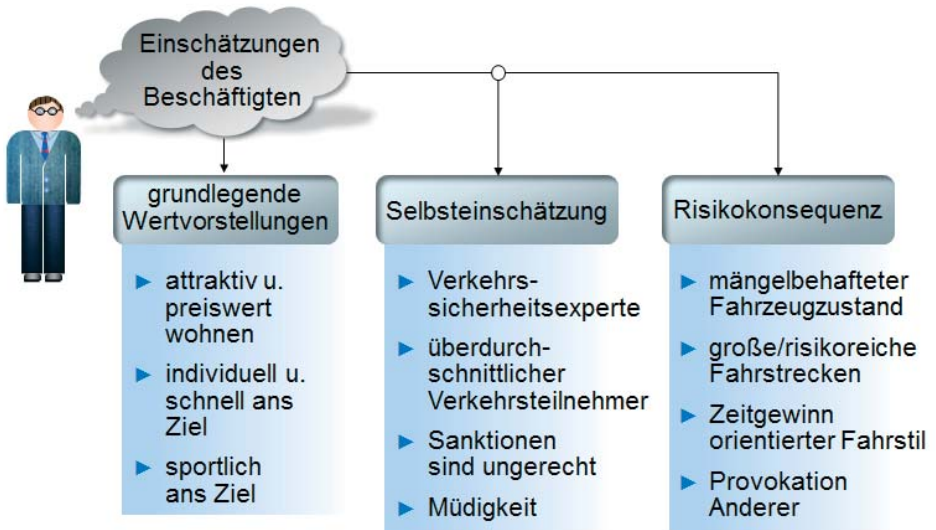 Einschätzungen
des
Beschäftigten
grundlegende
Wertvorstellungen
► attraktiv u.
preiswert
wohnen
► individuell u.
schnell ans
Ziel
► sportlich
ans Ziel
Selbsteinschätzung
► Verkehrs-
sicherheitsexperte
► überdurch-
schnittlicher
Verkehrsteilnehmer
► Sanktionen
sind ungerecht
► Müdigkeit
Risikokonsequenz
► mängelbehafteter
Fahrzeugzustand
► große/risikoreiche
Fahrstrecken
► Zeitgewinn
orientierter Fahrstil
► Provokation
Anderer